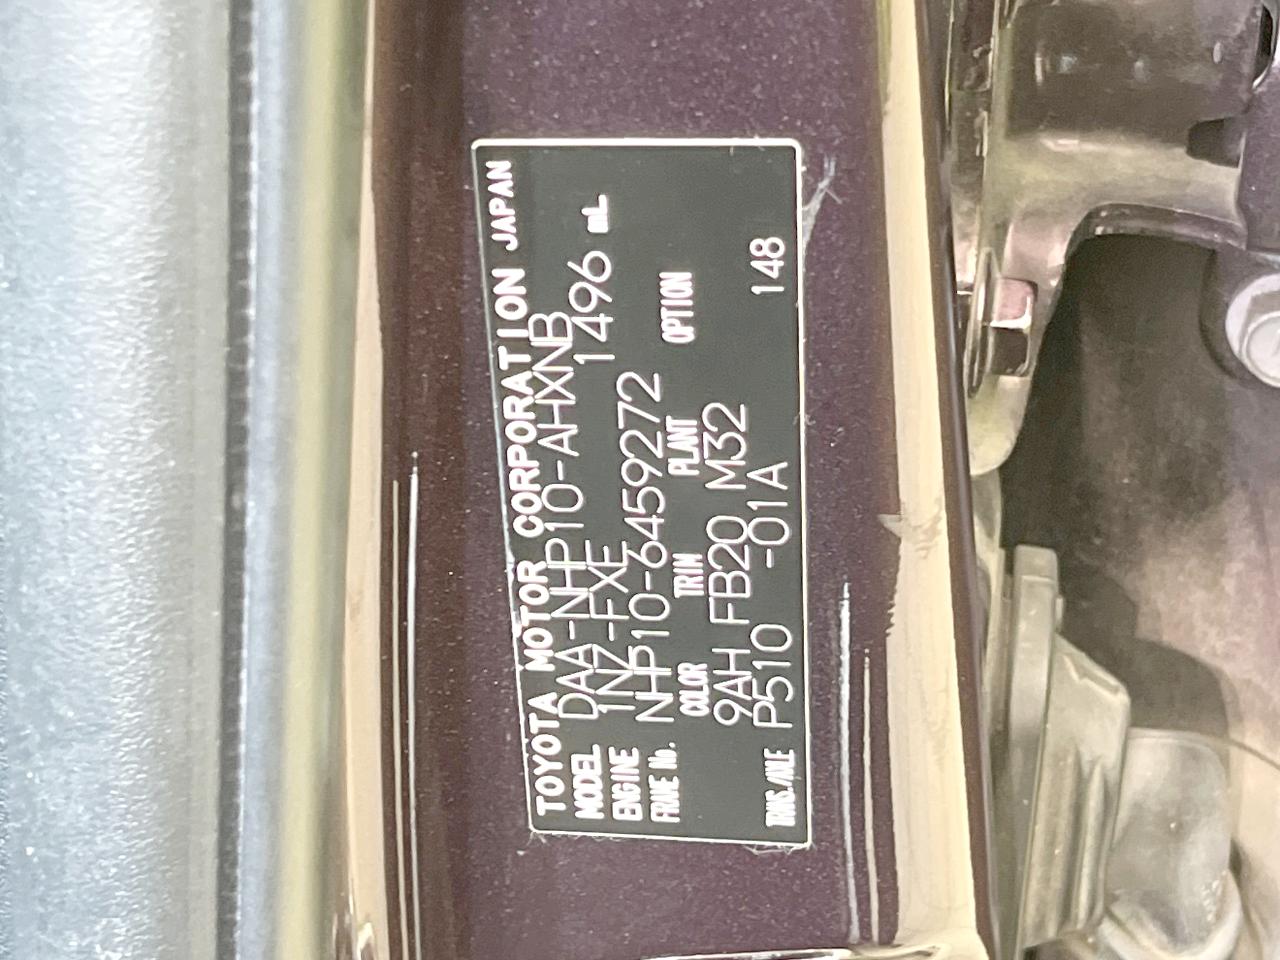 TOYOTA MOTOR CORPORATION JAPAN
MODEL DAA-NHP10-AHXNB
ENGINE 1NZ-FXE 1496 mL
FRAME No. NHP10-6459272
COLOR TRIM PLANT OPTION
9AH FB20 M32
TRANS./AXLE P510 -01A 148